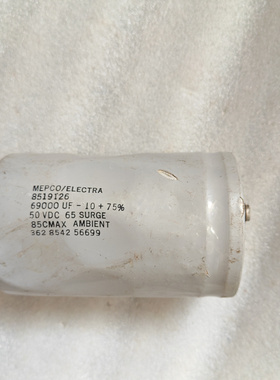 MEPCO/ELECTRA
8519126
69000 UF - 10 + 75%
50 VDC 65 SURGE
85CMAX AMBIENT
362 8542 56699